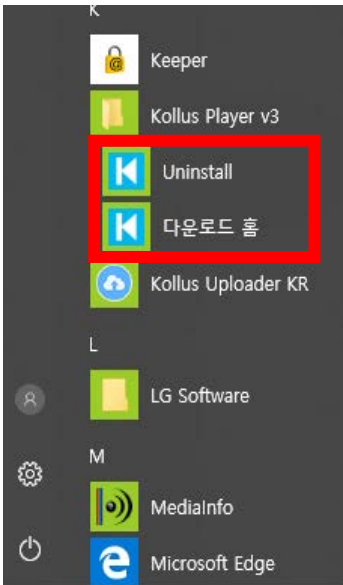 K
Keeper
Kollus Player v3
Uninstall
다운로드 홈
Kollus Uploader KR
L
LG Software
M
MediaInfo
Microsoft Edge